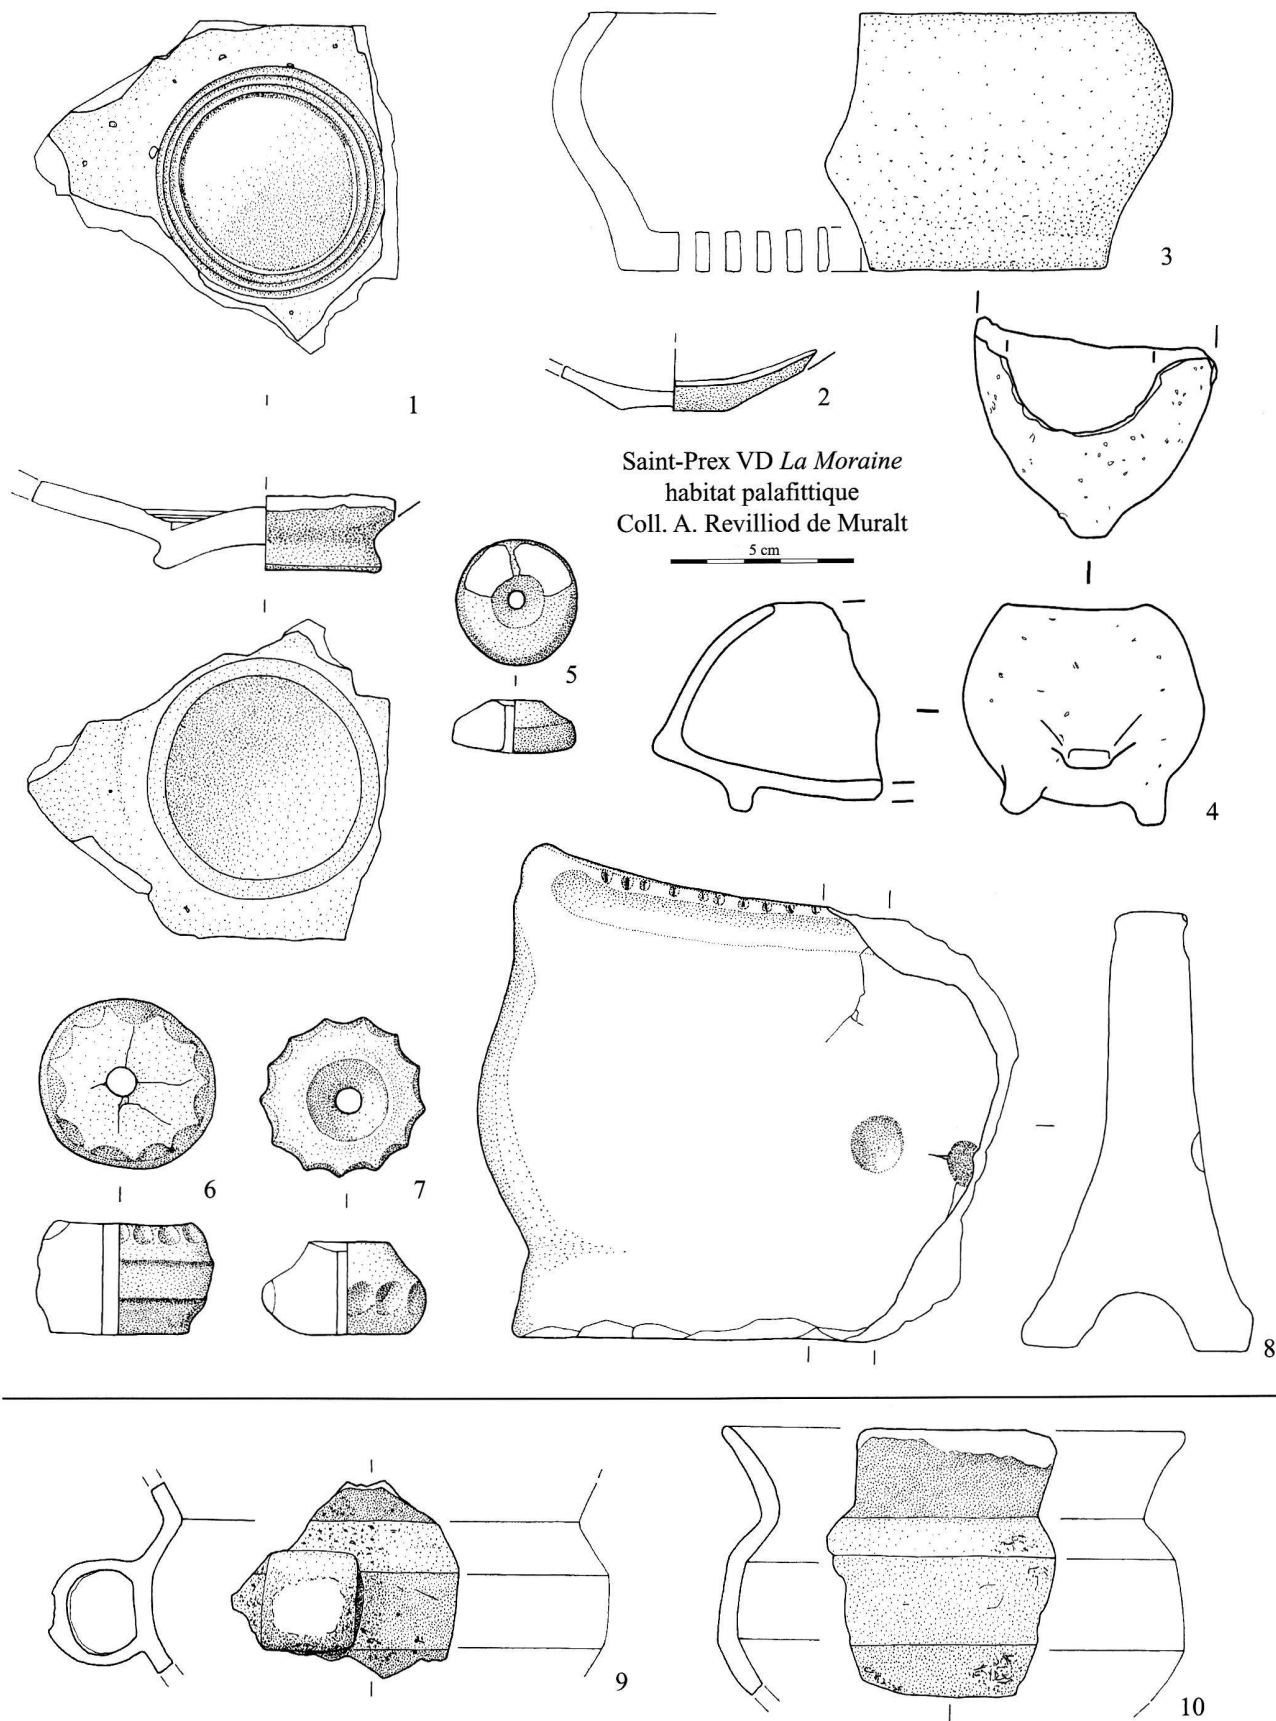 3
1
2
Saint-Prex VD La Moraine
habitat palafittique
Coll. A. Revilliod de Muralt
5 cm
5
4
6
7
8
9
10